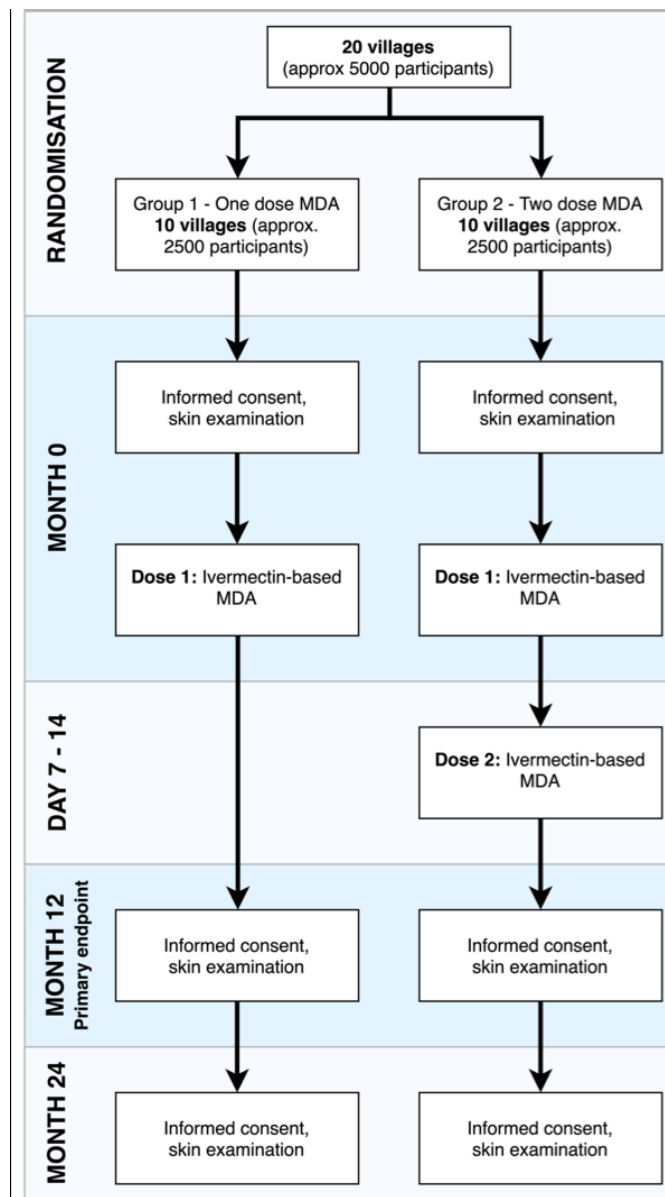 20 villages
(approx 5000 participants)
RANDOMISATION
Group 1 - One dose MDA
10 villages (approx.
2500 participants)
Group 2 - Two dose MDA
10 villages (approx.
2500 participants)
MONTH 0
Informed consent,
skin examination
Informed consent,
skin examination
Dose 1: Ivermectin-based
MDA
Dose 1: Ivermectin-based
MDA
DAY 7 - 14
Dose 2: Ivermectin-based
MDA
MONTH 12
Primary endpoint
Informed consent,
skin examination
Informed consent,
skin examination
MONTH 24
Informed consent,
skin examination
Informed consent,
skin examination